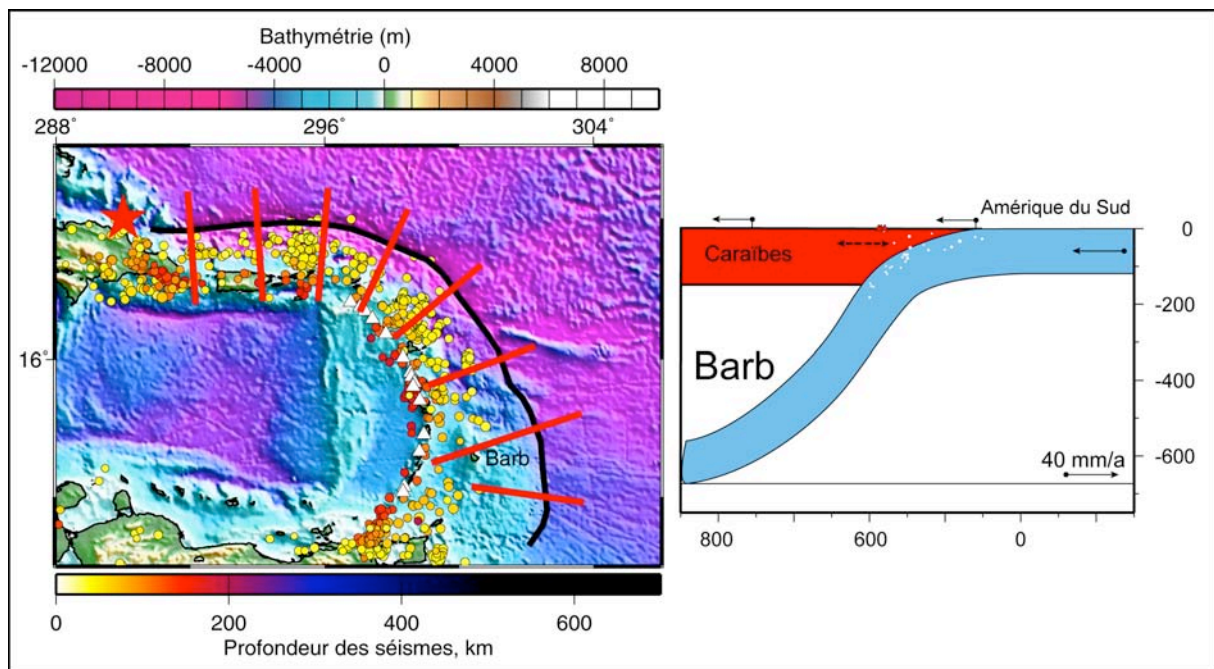 Bathymétrie (m)
-12000 -8000 -4000 0 4000 8000
288° 296° 304°
16°
Barb
0 200 400 600
Profondeur des séismes, km
Amérique du Sud
Caraïbes
Barb
40 mm/a
0
-200
-400
-600
800 600 0